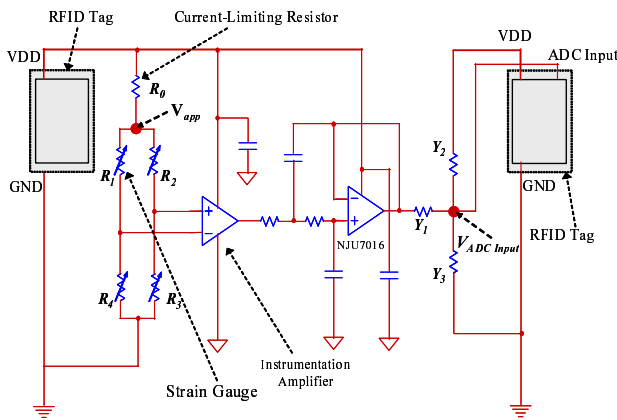 RFID Tag
Current-Limiting Resistor
VDD
VDD
ADC Input
R0
Vapp
R1
R2
Y2
GND
GND
NJU7016
Y1
VADC Input
RFID Tag
R4
R3
Y3
Instrumentation
Amplifier
Strain Gauge